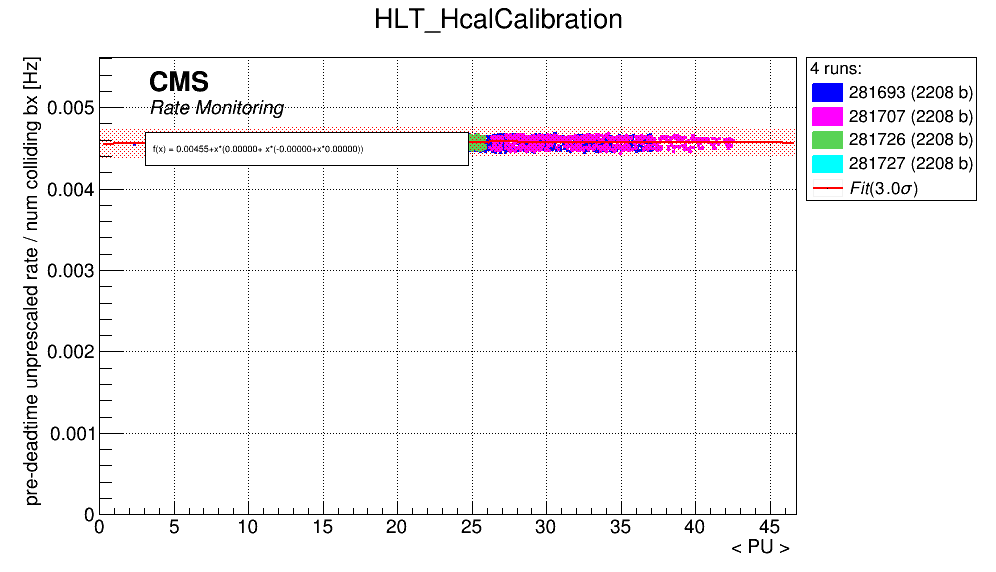 HLT_HcalCalibration
pre-deadtime unprescaled rate / num colliding bx [Hz]
CMS
Rate Monitoring
f(x) = 0.00455+x*(0.00000+ x*(-0.00000+x*0.00000))
0.005
0.004
0.003
0.002
0.001
0
0 5 10 15 20 25 30 35 40 45
< PU >
4 runs:
281693 (2208 b)
281707 (2208 b)
281726 (2208 b)
281727 (2208 b)
Fit(3.0σ)